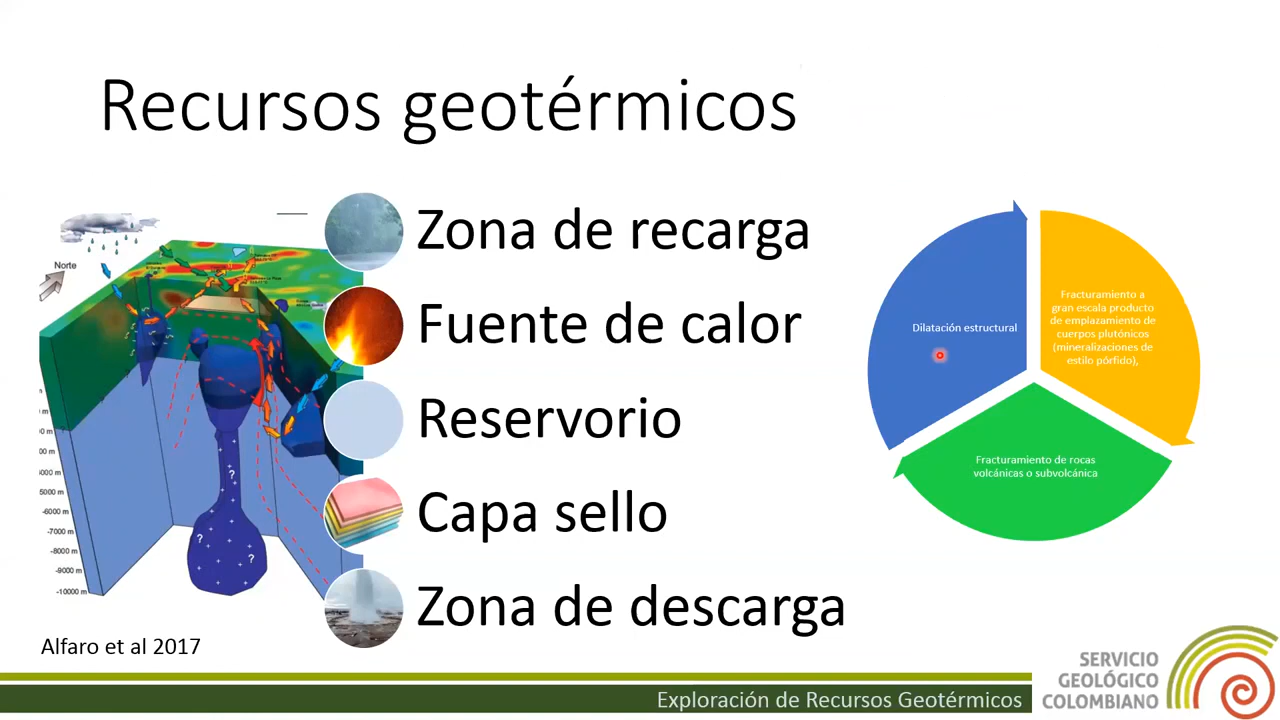 Recursos geotérmicos
Norte
5000 m
-6000 m
-7000 m
-8000 m
-9000 m
-10000 m
?
?
?
Alfaro et al 2017
Zona de recarga
Fuente de calor
Reservorio
Capa sello
Zona de descarga
Dilatación estructural
Fracturamiento a
gran escala producto
de emplazamiento de
cuerpos plutónicos
(mineralizaciones de
estilo pórfido),
Fracturamiento de rocas
volcánicas o subvolcánica
Exploración de Recursos Geotérmicos
SERVICIO
GEOLÓGICO
COLOMBIANO